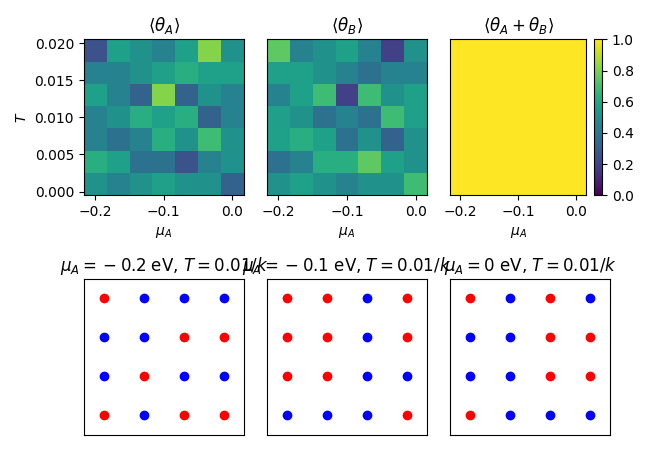 ⟨θ_A⟩ ⟨θ_B⟩ ⟨θ_A + θ_B⟩
0.020 1.0
0.015 0.8
T 0.010 0.6
0.4
0.005 0.2
0.000 0.0
−0.2 −0.1 0.0 −0.2 −0.1 0.0 −0.2 −0.1 0.0
μ_A μ_A μ_A
μ_A = −0.2 eV, T = 0.01/k μ_A = −0.1 eV, T = 0.01/k μ_A = 0 eV, T = 0.01/k